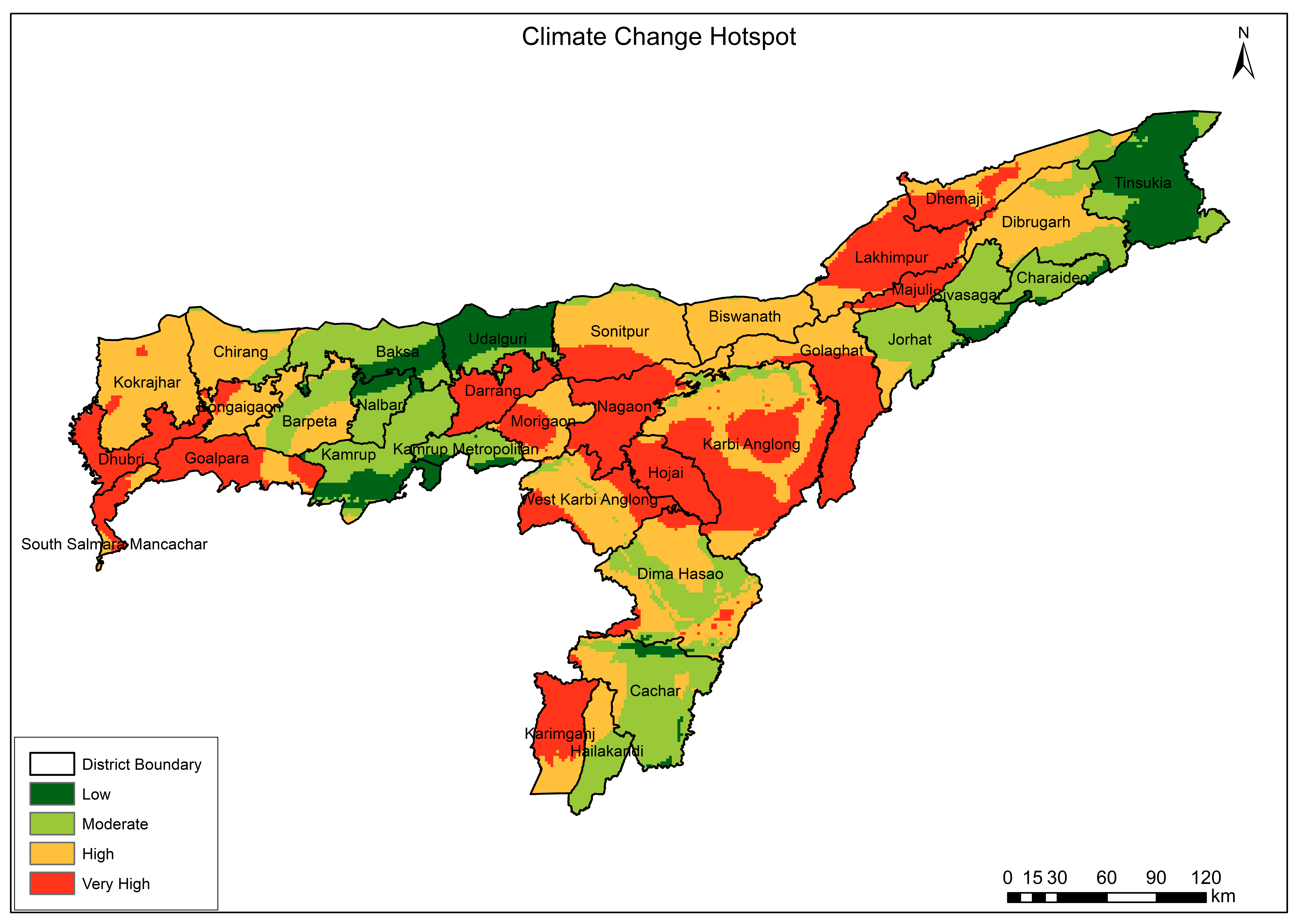 Climate Change Hotspot
N
Tinsukia
Dhemaji
Dibrugarh
Lakhimpur
Charaideo
Majuli
Sivasagar
Biswanath
Sonitpur
Udalguri
Jorhat
Golaghat
Baksa
Chirang
Kokrajhar
Darrang
Nalbari
Bongaigaon
Nagaon
Barpeta
Morigaon
Karbi Anglong
Kamrup Metropolitan
Kamrup
Goalpara
Dhubri
Hojai
West Karbi Anglong
South Salmara Mancachar
Dima Hasao
Cachar
Karimganj
Hailakandi
District Boundary
Low
Moderate
High
Very High
0 15 30 60 90 120
km